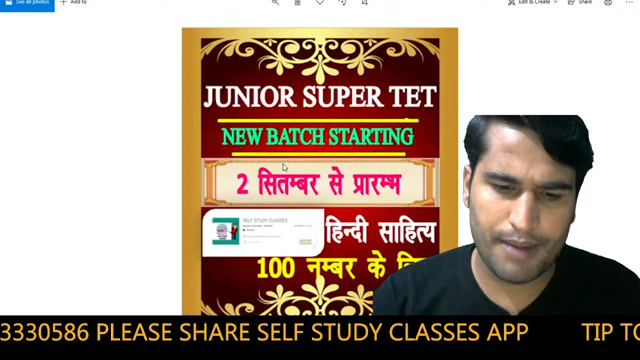 See all photos
Add to
Edit & Create
Share
JUNIOR SUPER TET
NEW BATCH STARTING
2 सितम्बर से प्रारम्भ
SELF STUDY CLASSES
हिन्दी साहित्य
100 नम्बर के
3330586 PLEASE SHARE SELF STUDY CLASSES APP
TIP TO